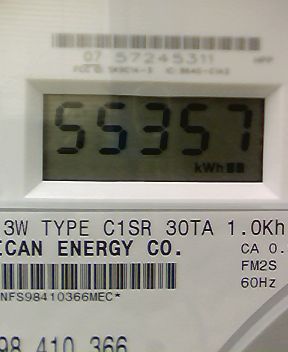 07 57245311
55357
kWh
3W TYPE C1SR 30TA 1.0Kh
ICAN ENERGY CO.
CA 0.
FM2S
NFS98410366MEC*
60Hz
98 410 366